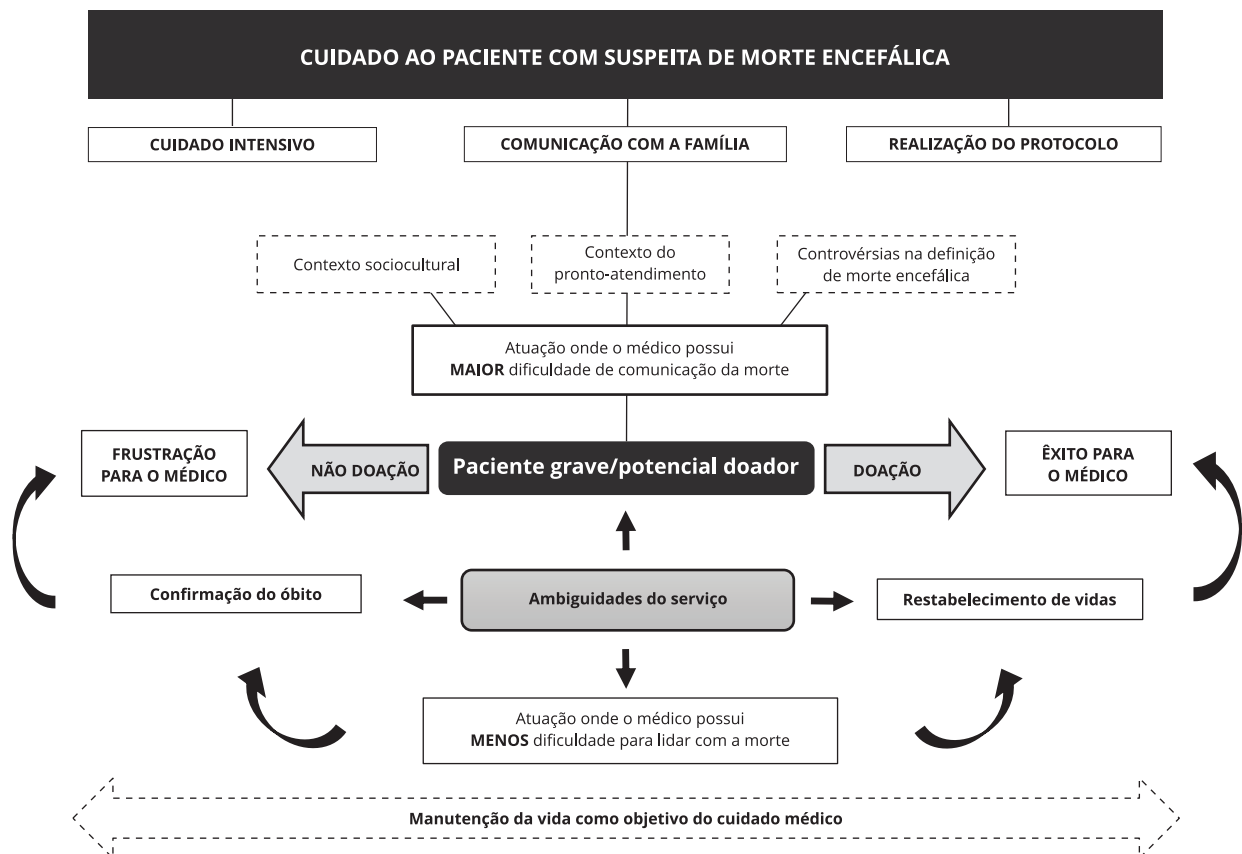 CUIDADO AO PACIENTE COM SUSPEITA DE MORTE ENCEFÁLICA
CUIDADO INTENSIVO
COMUNICAÇÃO COM A FAMÍLIA
REALIZAÇÃO DO PROTOCOLO
Contexto sociocultural
Contexto do
pronto-atendimento
Controvérsias na definição
de morte encefálica
Atuação onde o médico possui
MAIOR dificuldade de comunicação da morte
FRUSTRAÇÃO
PARA O MÉDICO
NÃO DOAÇÃO
Paciente grave/potencial doador
DOAÇÃO
ÊXITO PARA
O MÉDICO
Confirmação do óbito
Ambiguidades do serviço
Restabelecimento de vidas
Atuação onde o médico possui
MENOS dificuldade para lidar com a morte
Manutenção da vida como objetivo do cuidado médico